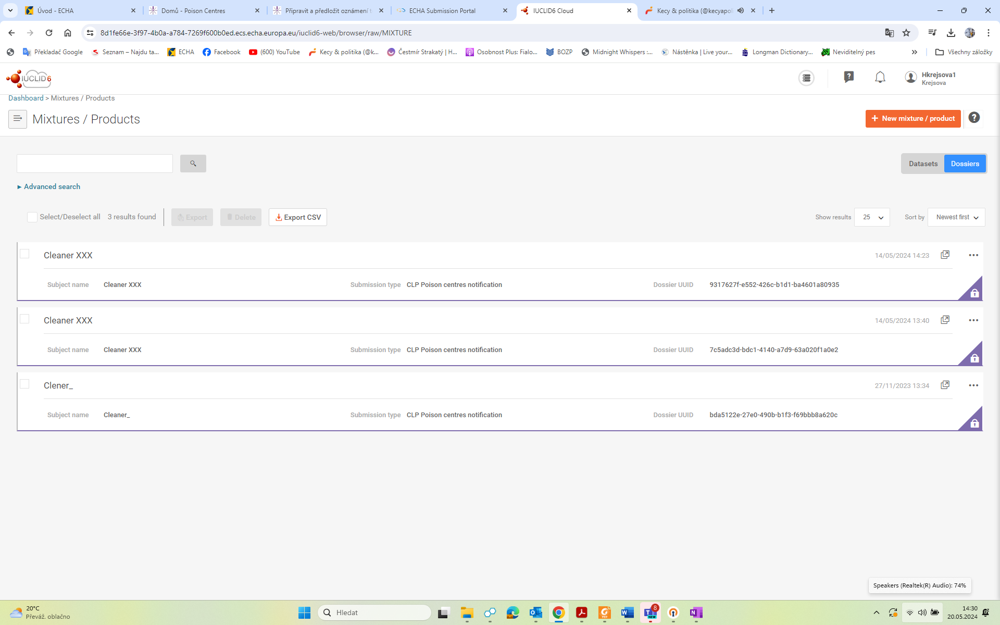 Úvod - ECHA
Domů - Poison Centres
Připravit a předložit oznámení t
ECHA Submission Portal
IUCLID6 Cloud
Kecy & politika (@kecyapol
8d1fe66e-3f97-4b0a-a784-7269f600b0ed.ecs.echa.europa.eu/iuclid6-web/browser/raw/MIXTURE
Překladač Google
Seznam – Najdu ta...
ECHA
Facebook
(600) YouTube
Kecy & politika (@k...
Čestmír Strakatý | H...
Osobnost Plus: Fialo...
BOZP
Midnight Whispers :...
Nástěnka | Live your...
Longman Dictionary...
Neviditelný pes
Všechny záložky
IUCLID 6
Hkrejsova1
Krejsova
Dashboard > Mixtures / Products
Mixtures / Products
New mixture / product
Datasets
Dossiers
Advanced search
Select/Deselect all
3 results found
Export
Delete
Export CSV
Show results
25
Sort by
Newest first
Cleaner XXX
14/05/2024 14:23
Subject name Cleaner XXX
Submission type CLP Poison centres notification
Dossier UUID 9317627f-e552-426c-b1d1-ba4601a80935
Cleaner XXX
14/05/2024 13:40
Subject name Cleaner XXX
Submission type CLP Poison centres notification
Dossier UUID 7c5adc3d-bdc1-4140-a7d9-63a020f1a0e2
Clener_
27/11/2023 13:34
Subject name Cleaner_
Submission type CLP Poison centres notification
Dossier UUID bda5122e-27e0-490b-b1f3-f69bbb8a620c
Speakers (Realtek(R) Audio): 74%
20°C
Převáž. oblačno
Hledat
8
NEW
14:30
20.05.2024